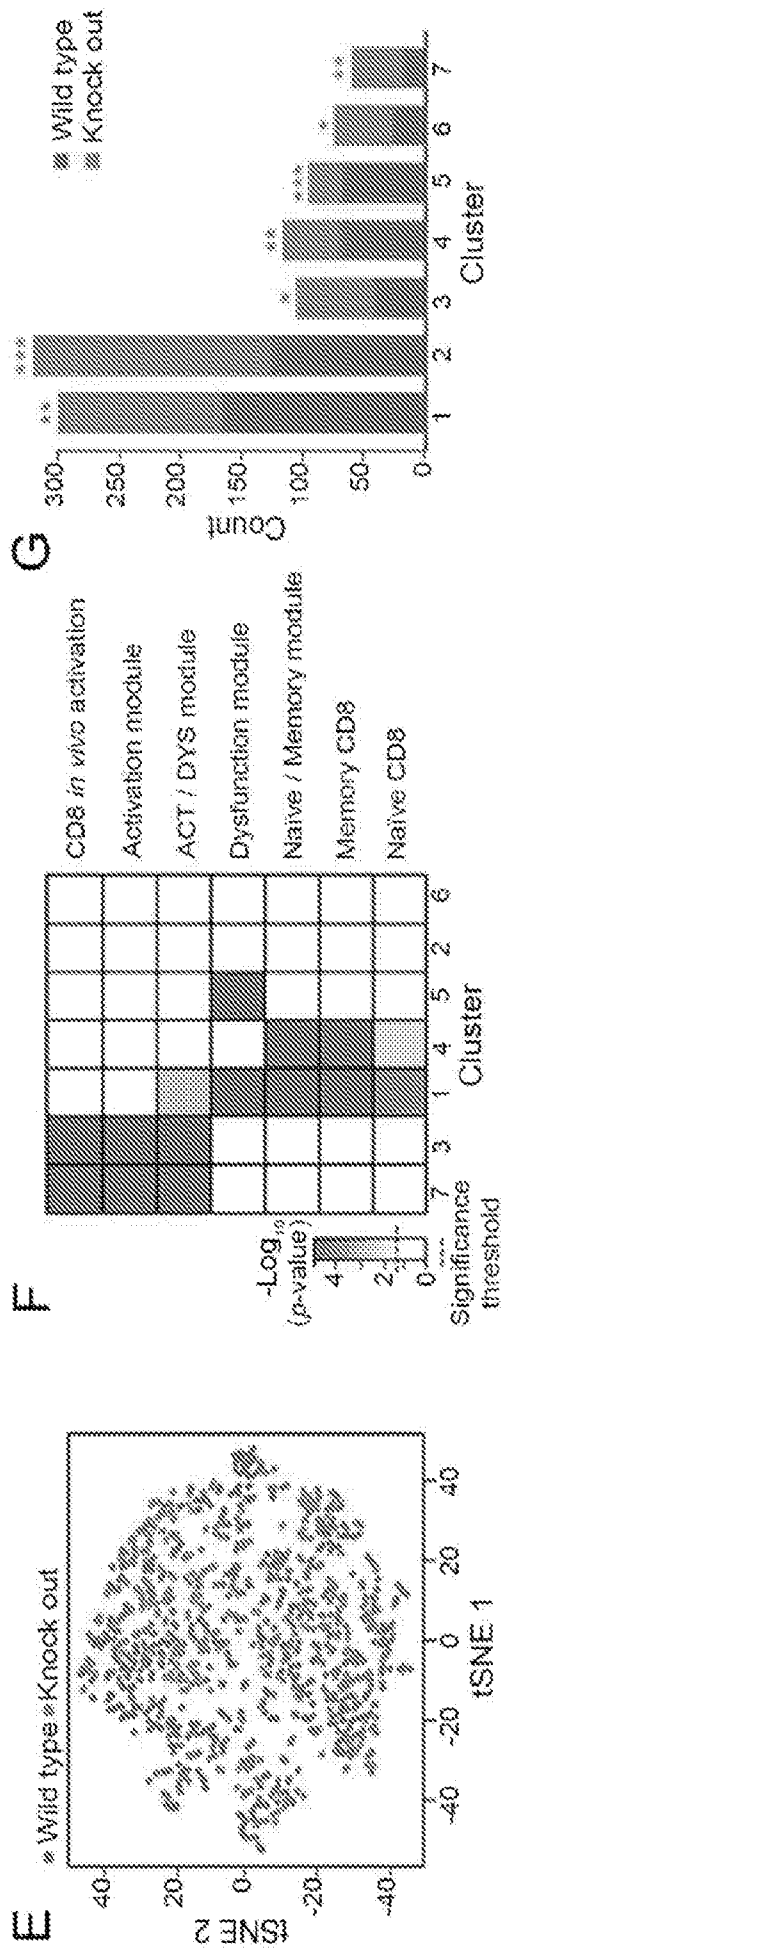 E
Wild type Knock out
tSNE 2
40
20
0
-20
-40
-40 -20 0 20 40
tSNE 1
F
CD8 in vivo activation
Activation module
ACT / DYS module
Dysfunction module
Naïve / Memory module
Memory CD8
Naïve CD8
7 3 1 4 5 2 6
Cluster
-Log10
(p-value)
4
2
0
Significance
threshold
G
Wild type
Knock out
Count
300
250
200
150
100
50
0
** *** * ** *** * **
1 2 3 4 5 6 7
Cluster